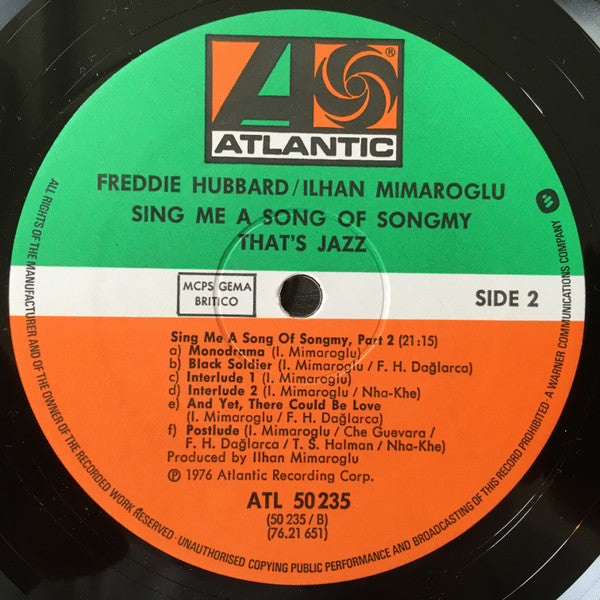 ®
ATLANTIC
FREDDIE HUBBARD/ILHAN MIMAROGLU
SING ME A SONG OF SONGMY
THAT'S JAZZ
MCPS GEMA
BRITICO
SIDE 2
Sing Me A Song Of Songmy, Part 2 (21:15)
a) Monodrama (I. Mimaroglu)
b) Black Soldier (I. Mimaroglu / F. H. Dağlarca)
c) Interlude 1 (I. Mimaroglu)
d) Interlude 2 (I. Mimaroglu / Nha-Khe)
e) And Yet, There Could Be Love
(I. Mimaroglu / F. H. Dağlarca)
f) Postlude (I. Mimaroglu / Che Guevara /
F. H. Dağlarca / T. S. Halman / Nha-Khe)
Produced by Ilhan Mimaroglu
℗ 1976 Atlantic Recording Corp.
ATL 50 235
(50 235 / B)
(76.21 651)
ALL RIGHTS OF THE MANUFACTURER AND OF THE OWNER OF THE RECORDED WORK RESERVED · UNAUTHORISED COPYING PUBLIC PERFORMANCE AND BROADCASTING OF THIS RECORD PROHIBITED · A WARNER COMMUNICATIONS COMPANY